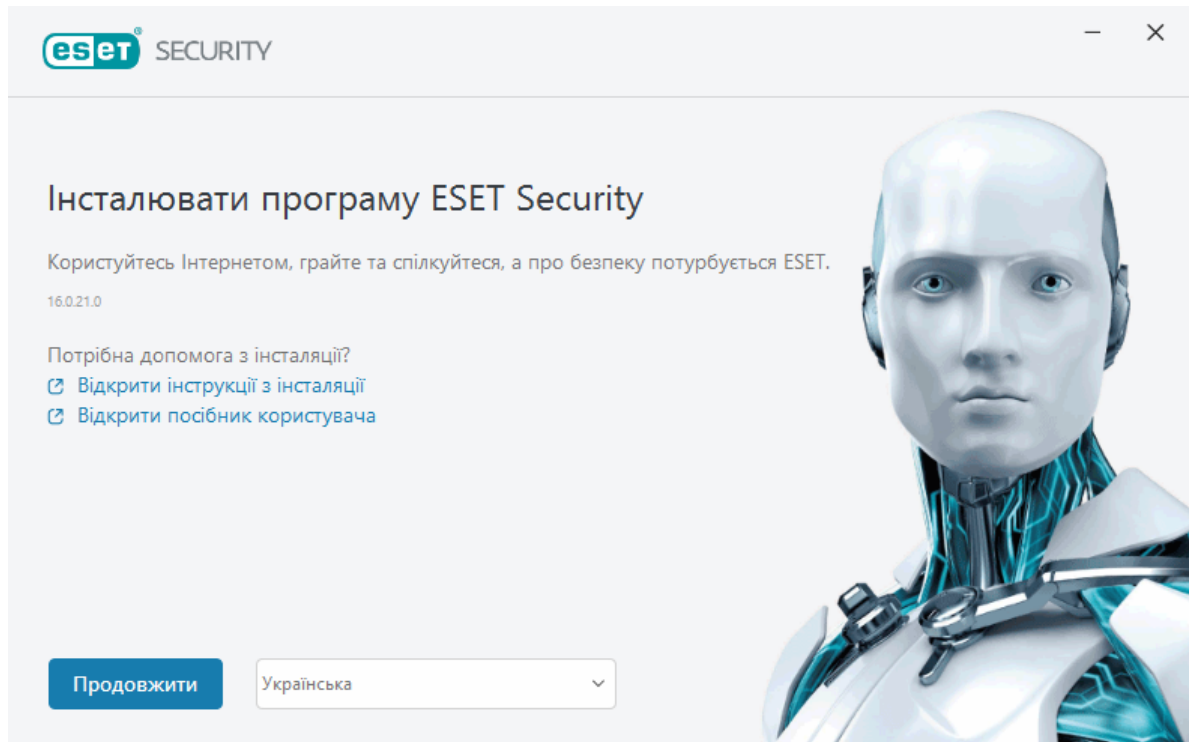 eset® SECURITY
Інсталювати програму ESET Security
Користуйтесь Інтернетом, грайте та спілкуйтеся, а про безпеку потурбується ESET.
16.0.21.0
Потрібна допомога з інсталяції?
Відкрити інструкції з інсталяції
Відкрити посібник користувача
Продовжити
Українська